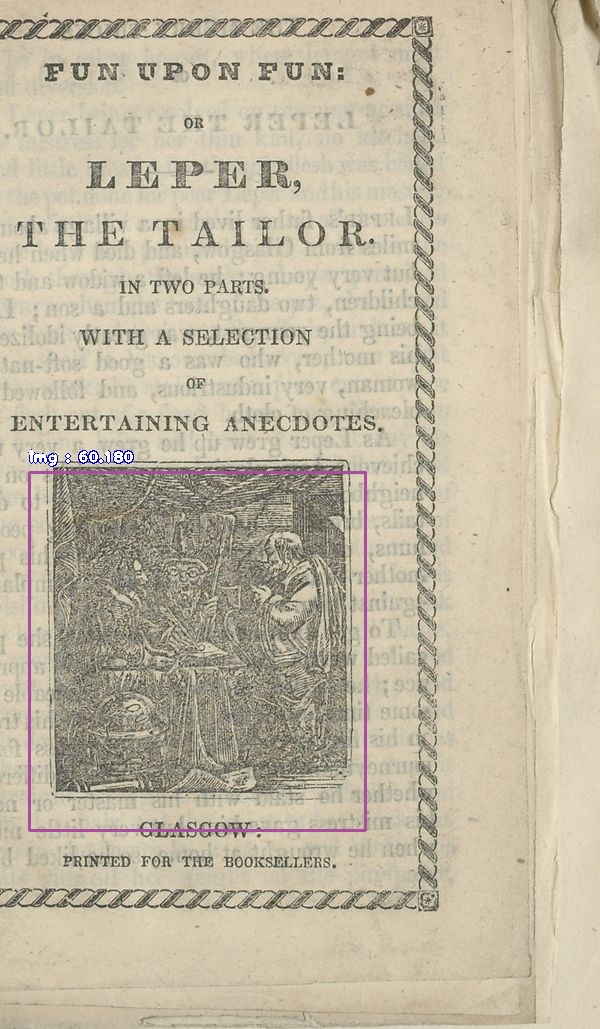 FUN UPON FUN:
OR
LEPER,
THE TAILOR.
IN TWO PARTS.
WITH A SELECTION
OF
ENTERTAINING ANECDOTES.
img : 60.180
GLASGOW:
PRINTED FOR THE BOOKSELLERS.